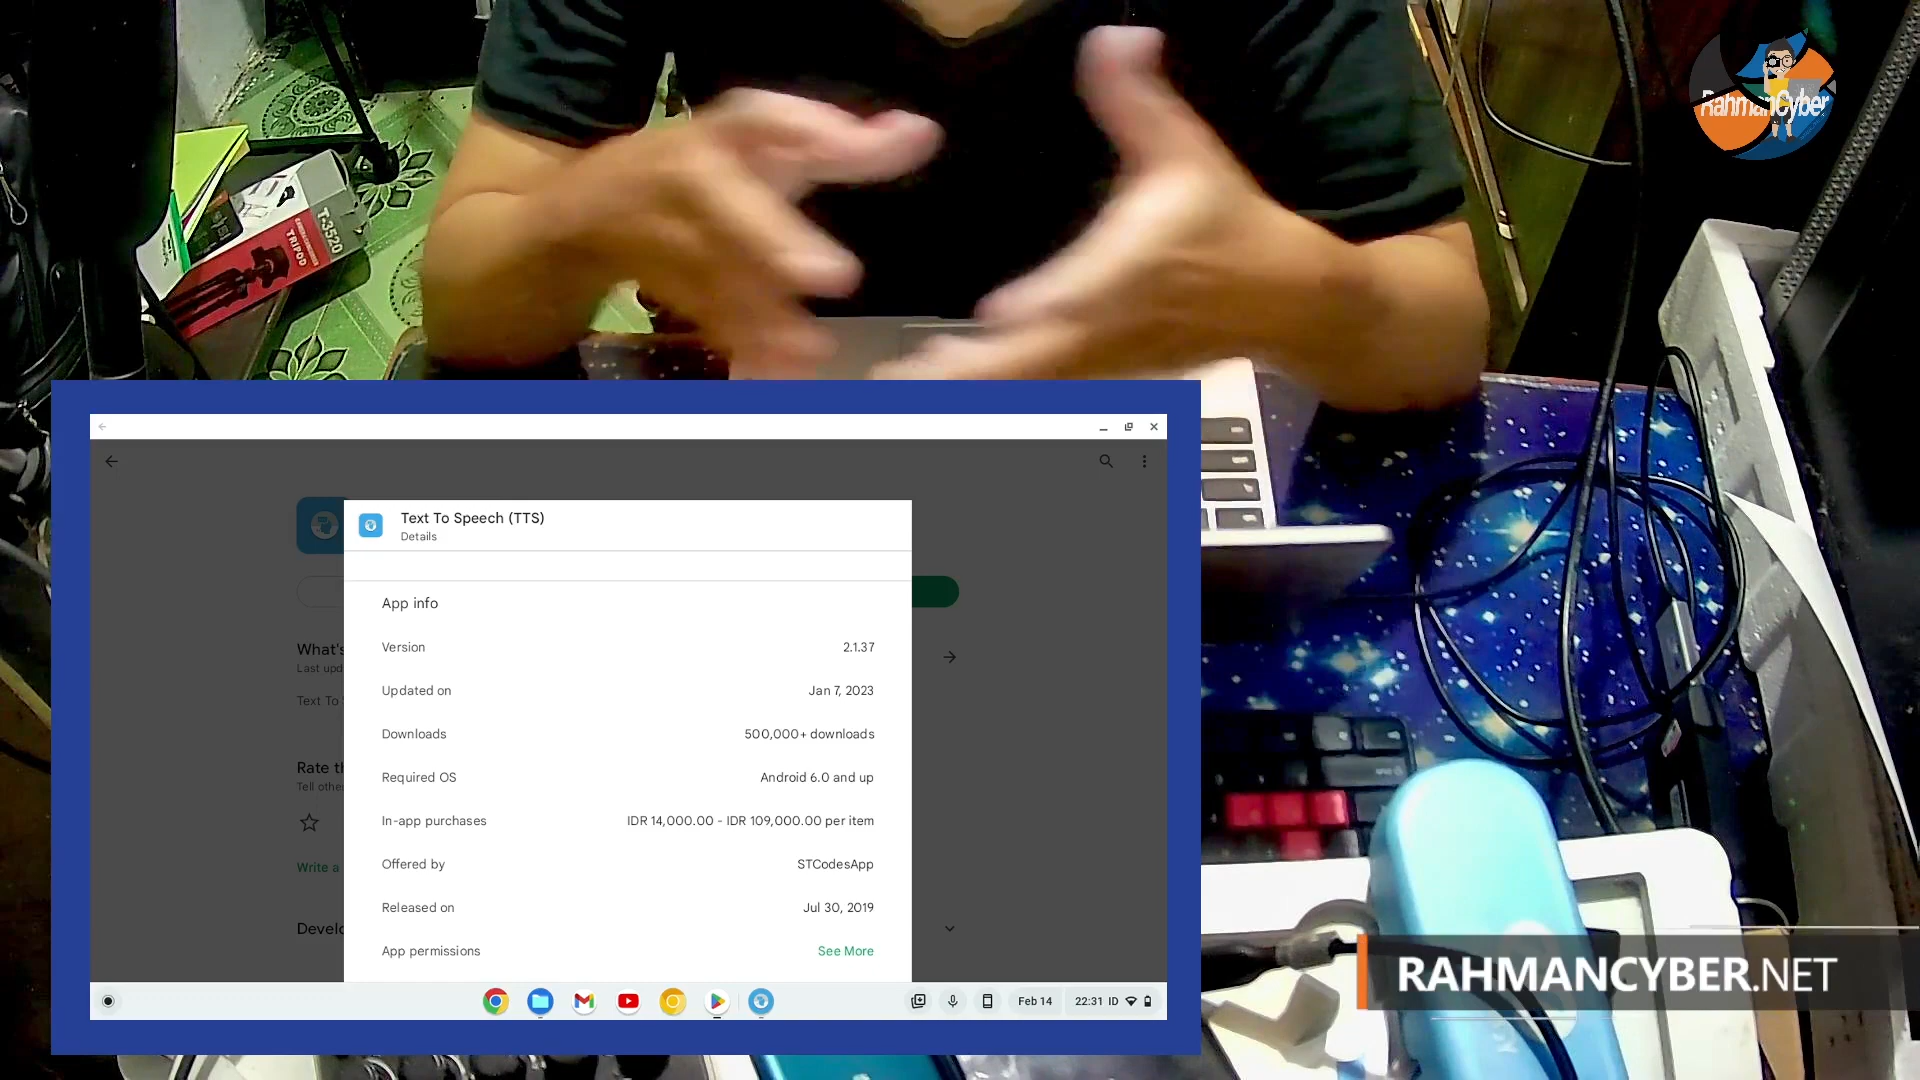 RahmanCyber
T-3520
TRIPOD
Text To Speech (TTS)
Details
App info
Version 2.1.37
Updated on Jan 7, 2023
Downloads 500,000+ downloads
Required OS Android 6.0 and up
In-app purchases IDR 14,000.00 - IDR 109,000.00 per item
Offered by STCodesApp
Released on Jul 30, 2019
App permissions See More
What's
Last upd
Text To
Rate th
Tell othe
Write a
Develo
Feb 14 22:31 ID
RAHMANCYBER.NET